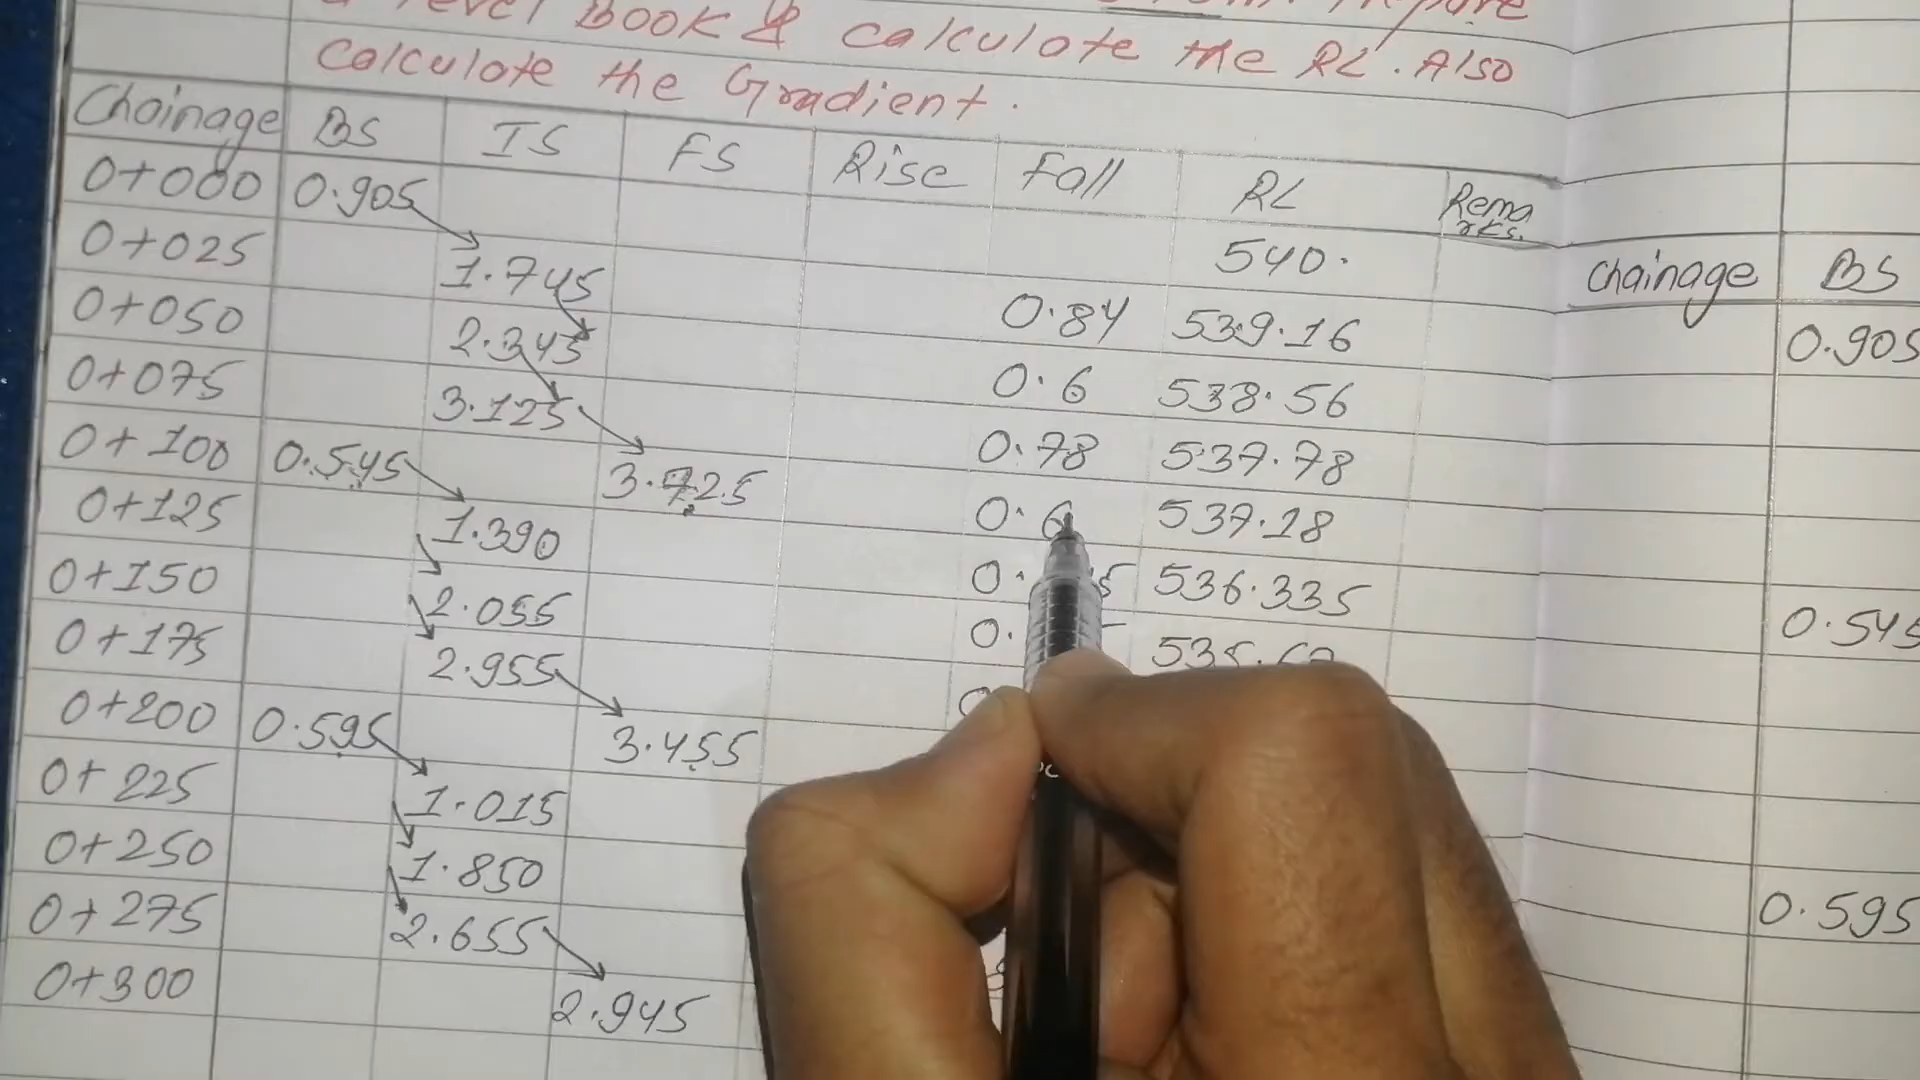 a level Book & calculate the RL. Also
Calculate the Gradient.
Chainage BS IS FS Rise Fall RL Remarks.
0+000 0.905 540.
0+025 1.745 0.84 539.16
0+050 2.345 0.6 538.56
0+075 3.125 0.78 537.78
0+100 0.545 3.725 0.6 537.18
0+125 1.390 536.335
0+150 2.055
0+175 2.955
0+200 0.595 3.455
0+225 1.015
0+250 1.850
0+275 2.655
0+300 2.945
Chainage BS
0.905
0.545
0.595